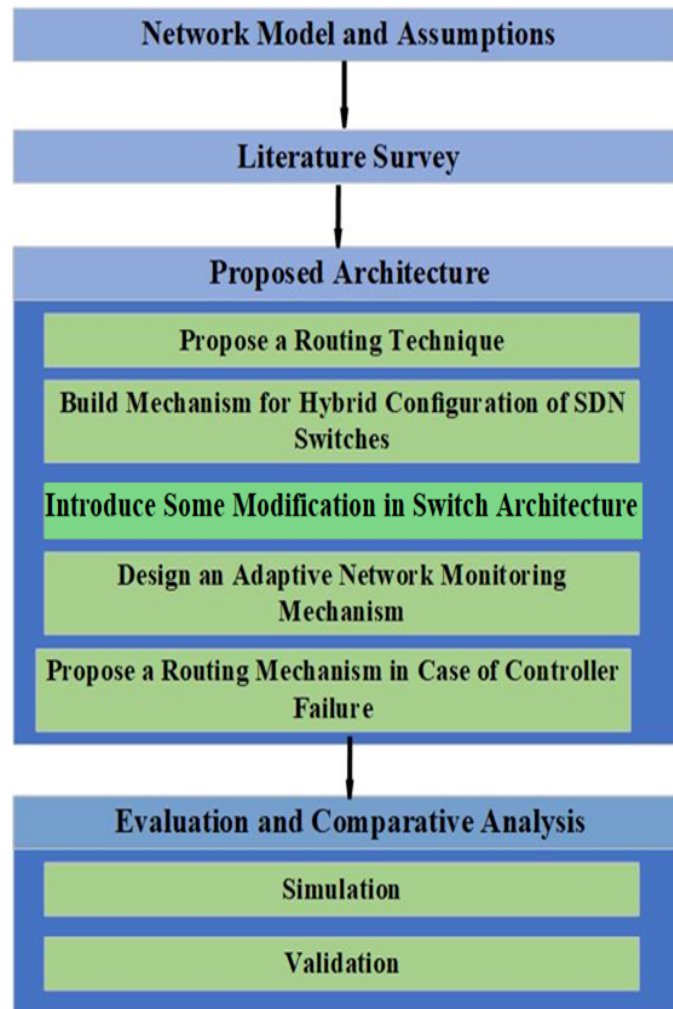 Network Model and Assumptions
Literature Survey
Proposed Architecture
Propose a Routing Technique
Build Mechanism for Hybrid Configuration of SDN
Switches
Introduce Some Modification in Switch Architecture
Design an Adaptive Network Monitoring
Mechanism
Propose a Routing Mechanism in Case of Controller
Failure
Evaluation and Comparative Analysis
Simulation
Validation